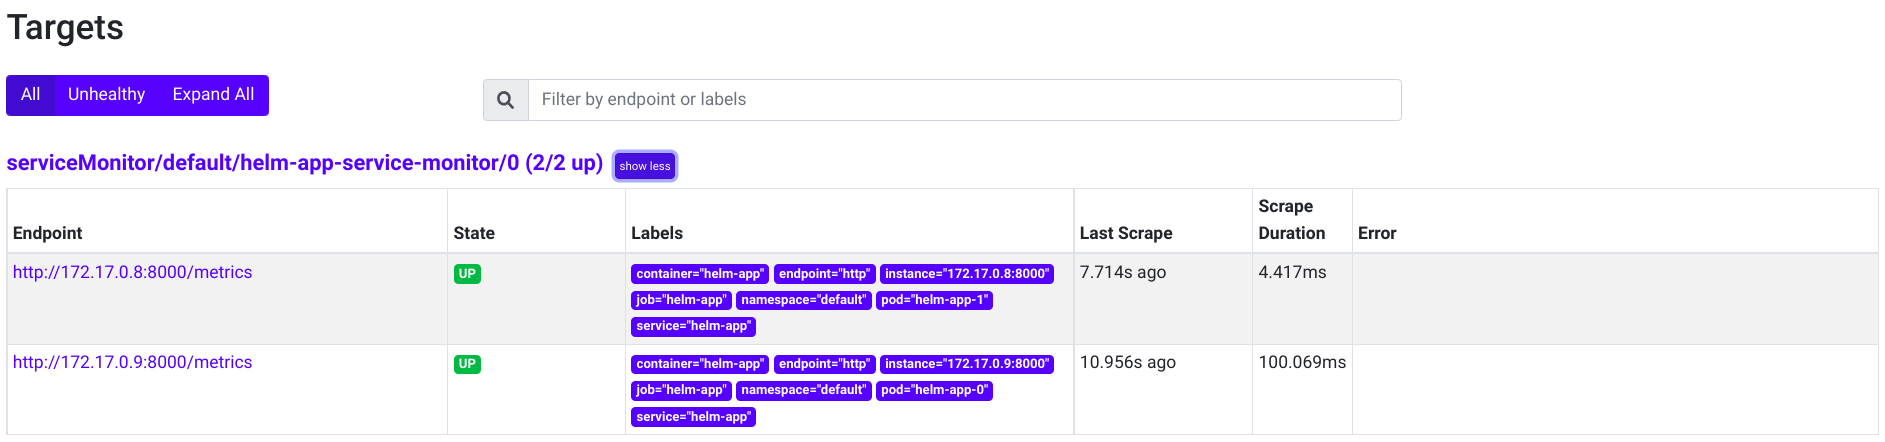 Targets
All Unhealthy Expand All
Filter by endpoint or labels
serviceMonitor/default/helm-app-service-monitor/0 (2/2 up) show less
Endpoint State Labels Last Scrape Scrape Duration Error
http://172.17.0.8:8000/metrics UP container="helm-app" endpoint="http" instance="172.17.0.8:8000" 7.714s ago 4.417ms
job="helm-app" namespace="default" pod="helm-app-1"
service="helm-app"
http://172.17.0.9:8000/metrics UP container="helm-app" endpoint="http" instance="172.17.0.9:8000" 10.956s ago 100.069ms
job="helm-app" namespace="default" pod="helm-app-0"
service="helm-app"